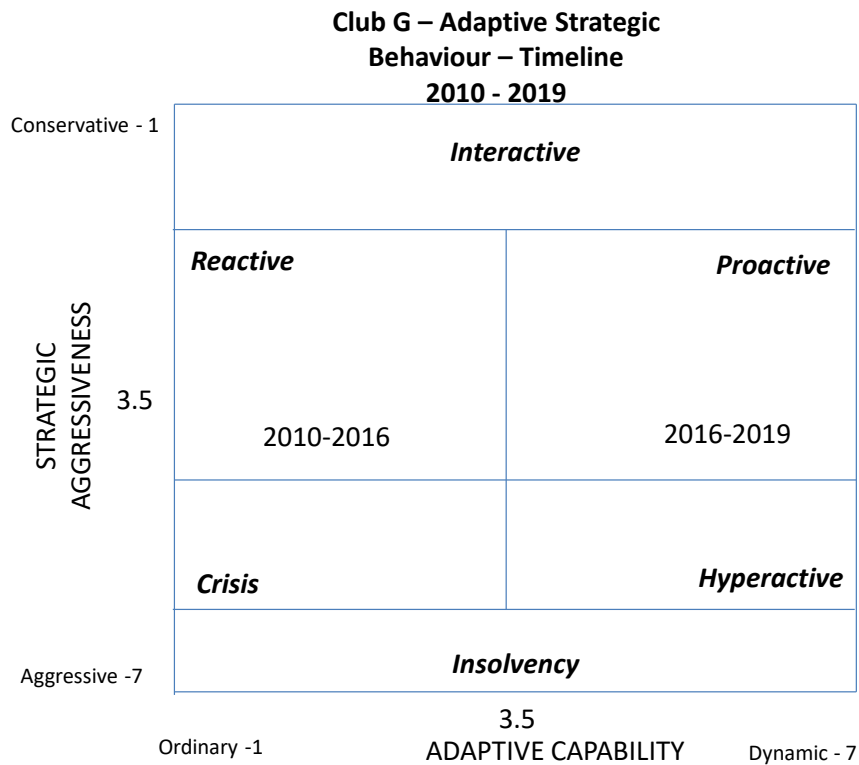 Club G – Adaptive Strategic
Behaviour – Timeline
2010 - 2019
Conservative - 1
Interactive
Reactive
Proactive
STRATEGIC
AGGRESSIVENESS
3.5
2010-2016
2016-2019
Crisis
Hyperactive
Insolvency
Aggressive -7
3.5
Ordinary -1
ADAPTIVE CAPABILITY
Dynamic - 7